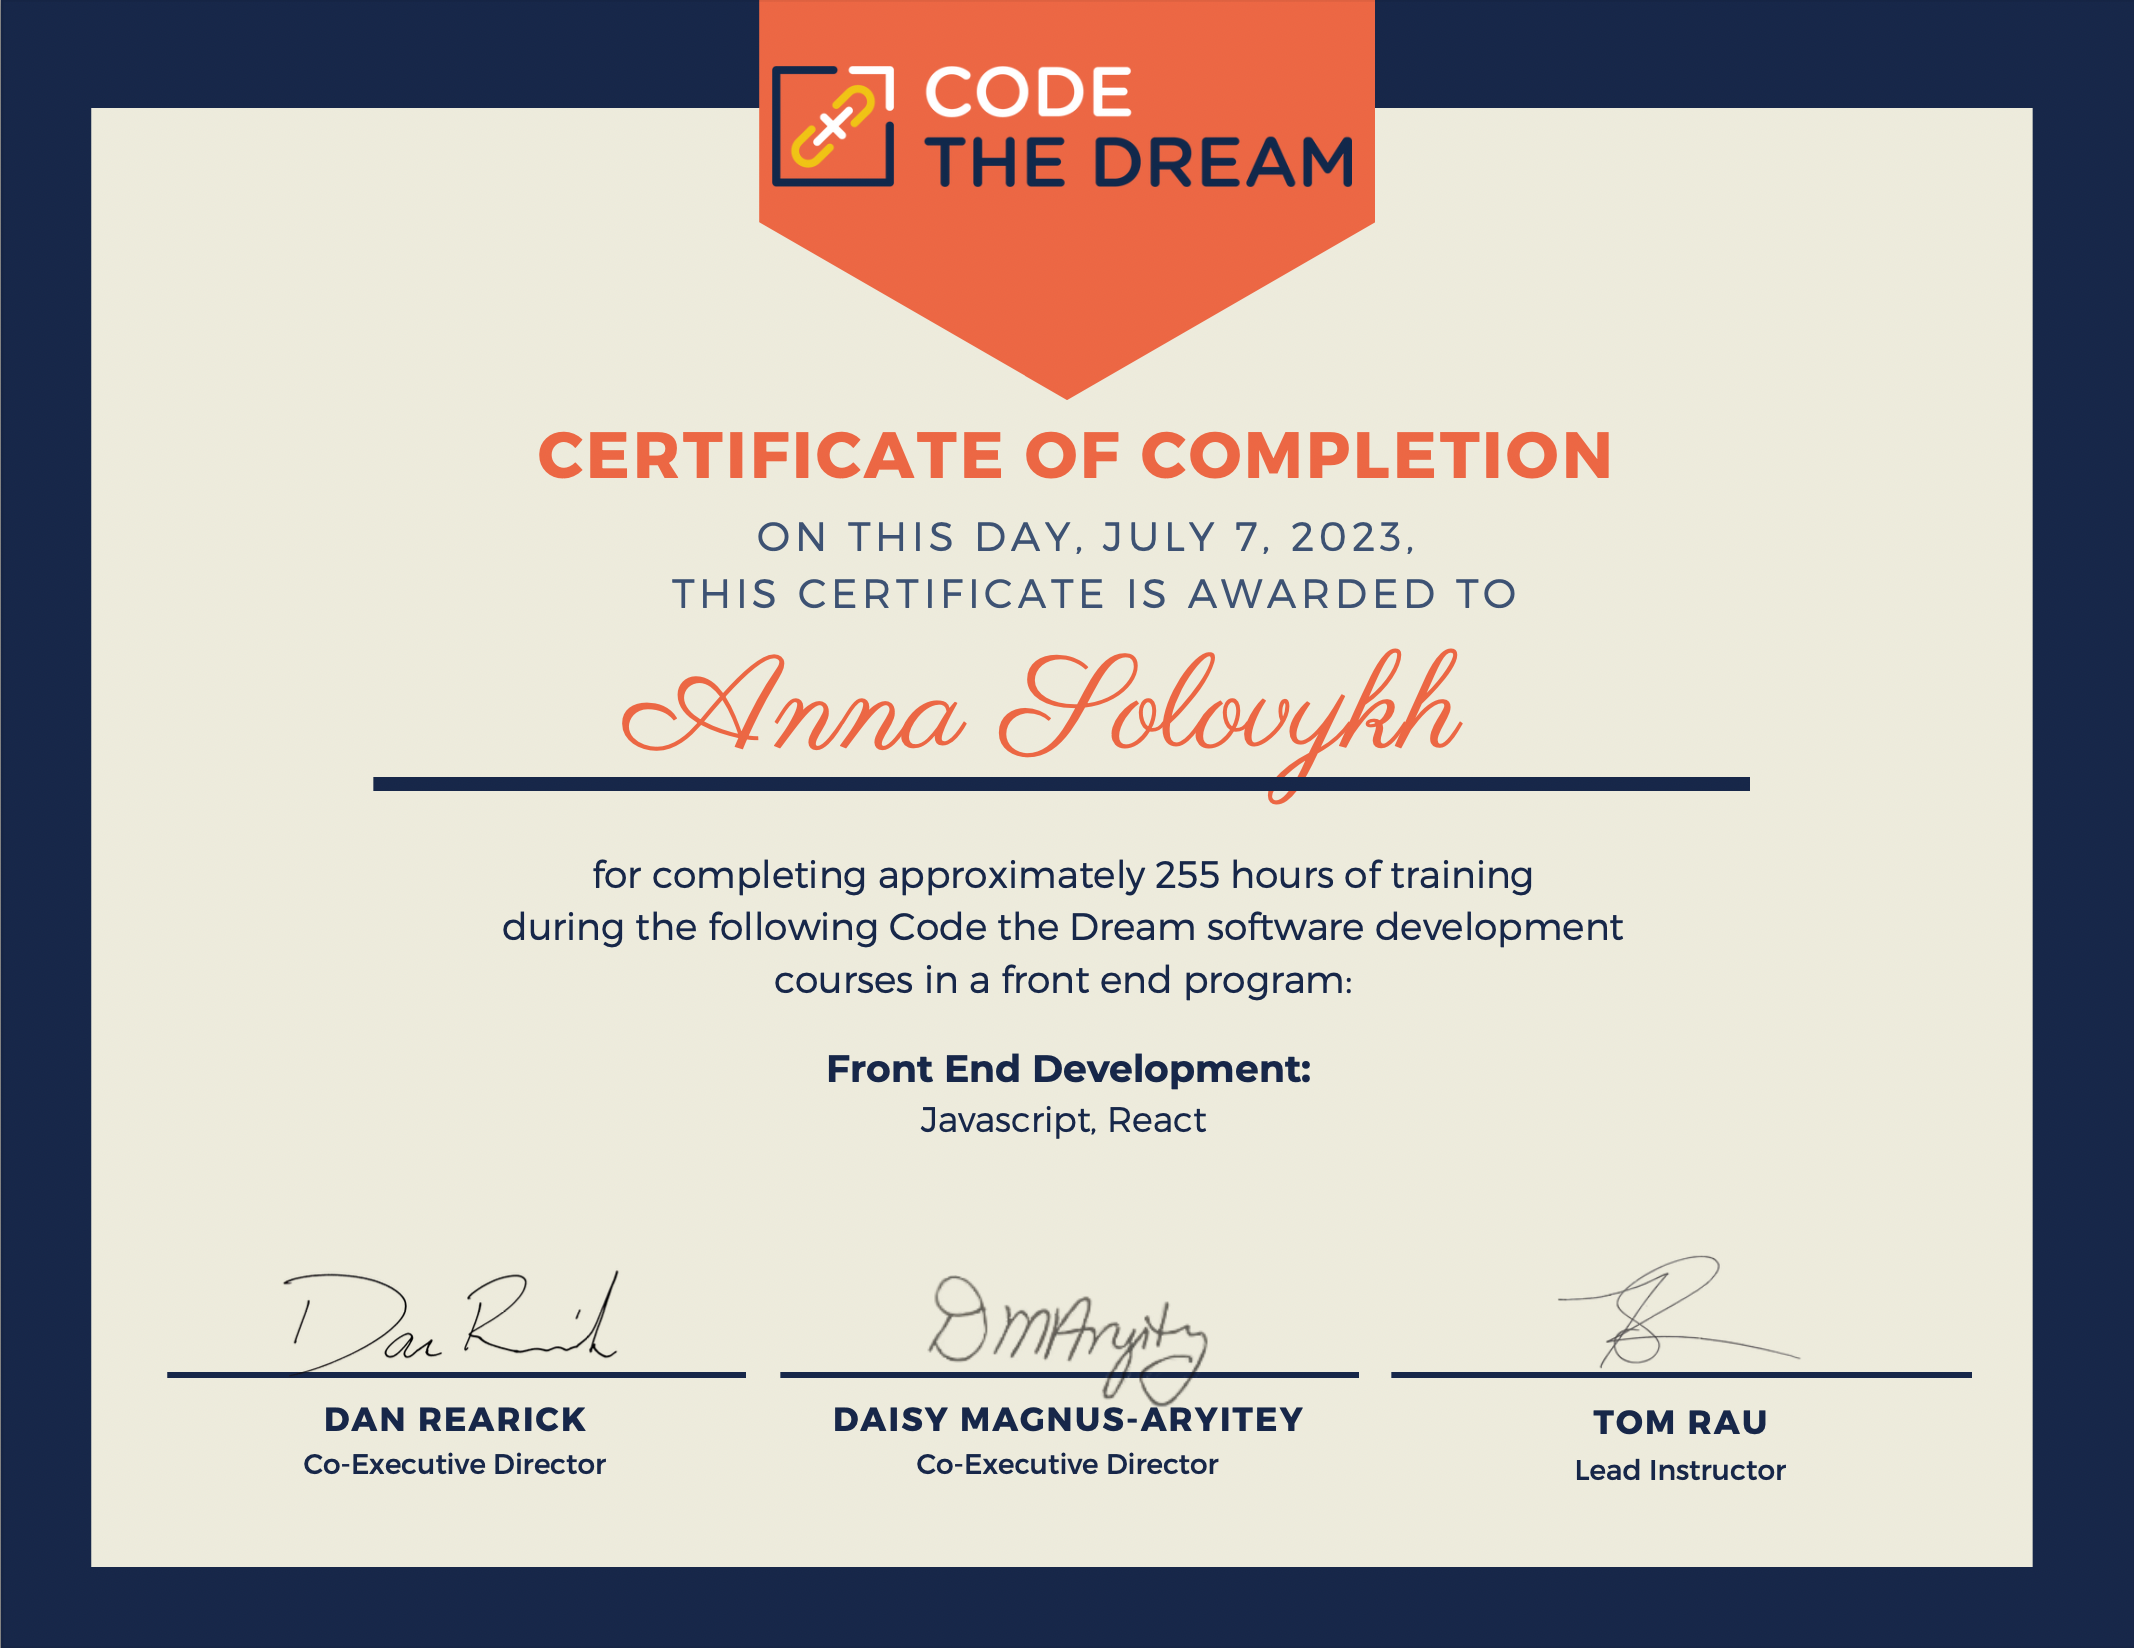 CODE
THE DREAM
CERTIFICATE OF COMPLETION
ON THIS DAY, JULY 7, 2023,
THIS CERTIFICATE IS AWARDED TO
Anna Solovykh
for completing approximately 255 hours of training
during the following Code the Dream software development
courses in a front end program:
Front End Development:
Javascript, React
Dan Rearick
DMAryitey
DAN REARICK
Co-Executive Director
DAISY MAGNUS-ARYITEY
Co-Executive Director
TOM RAU
Lead Instructor